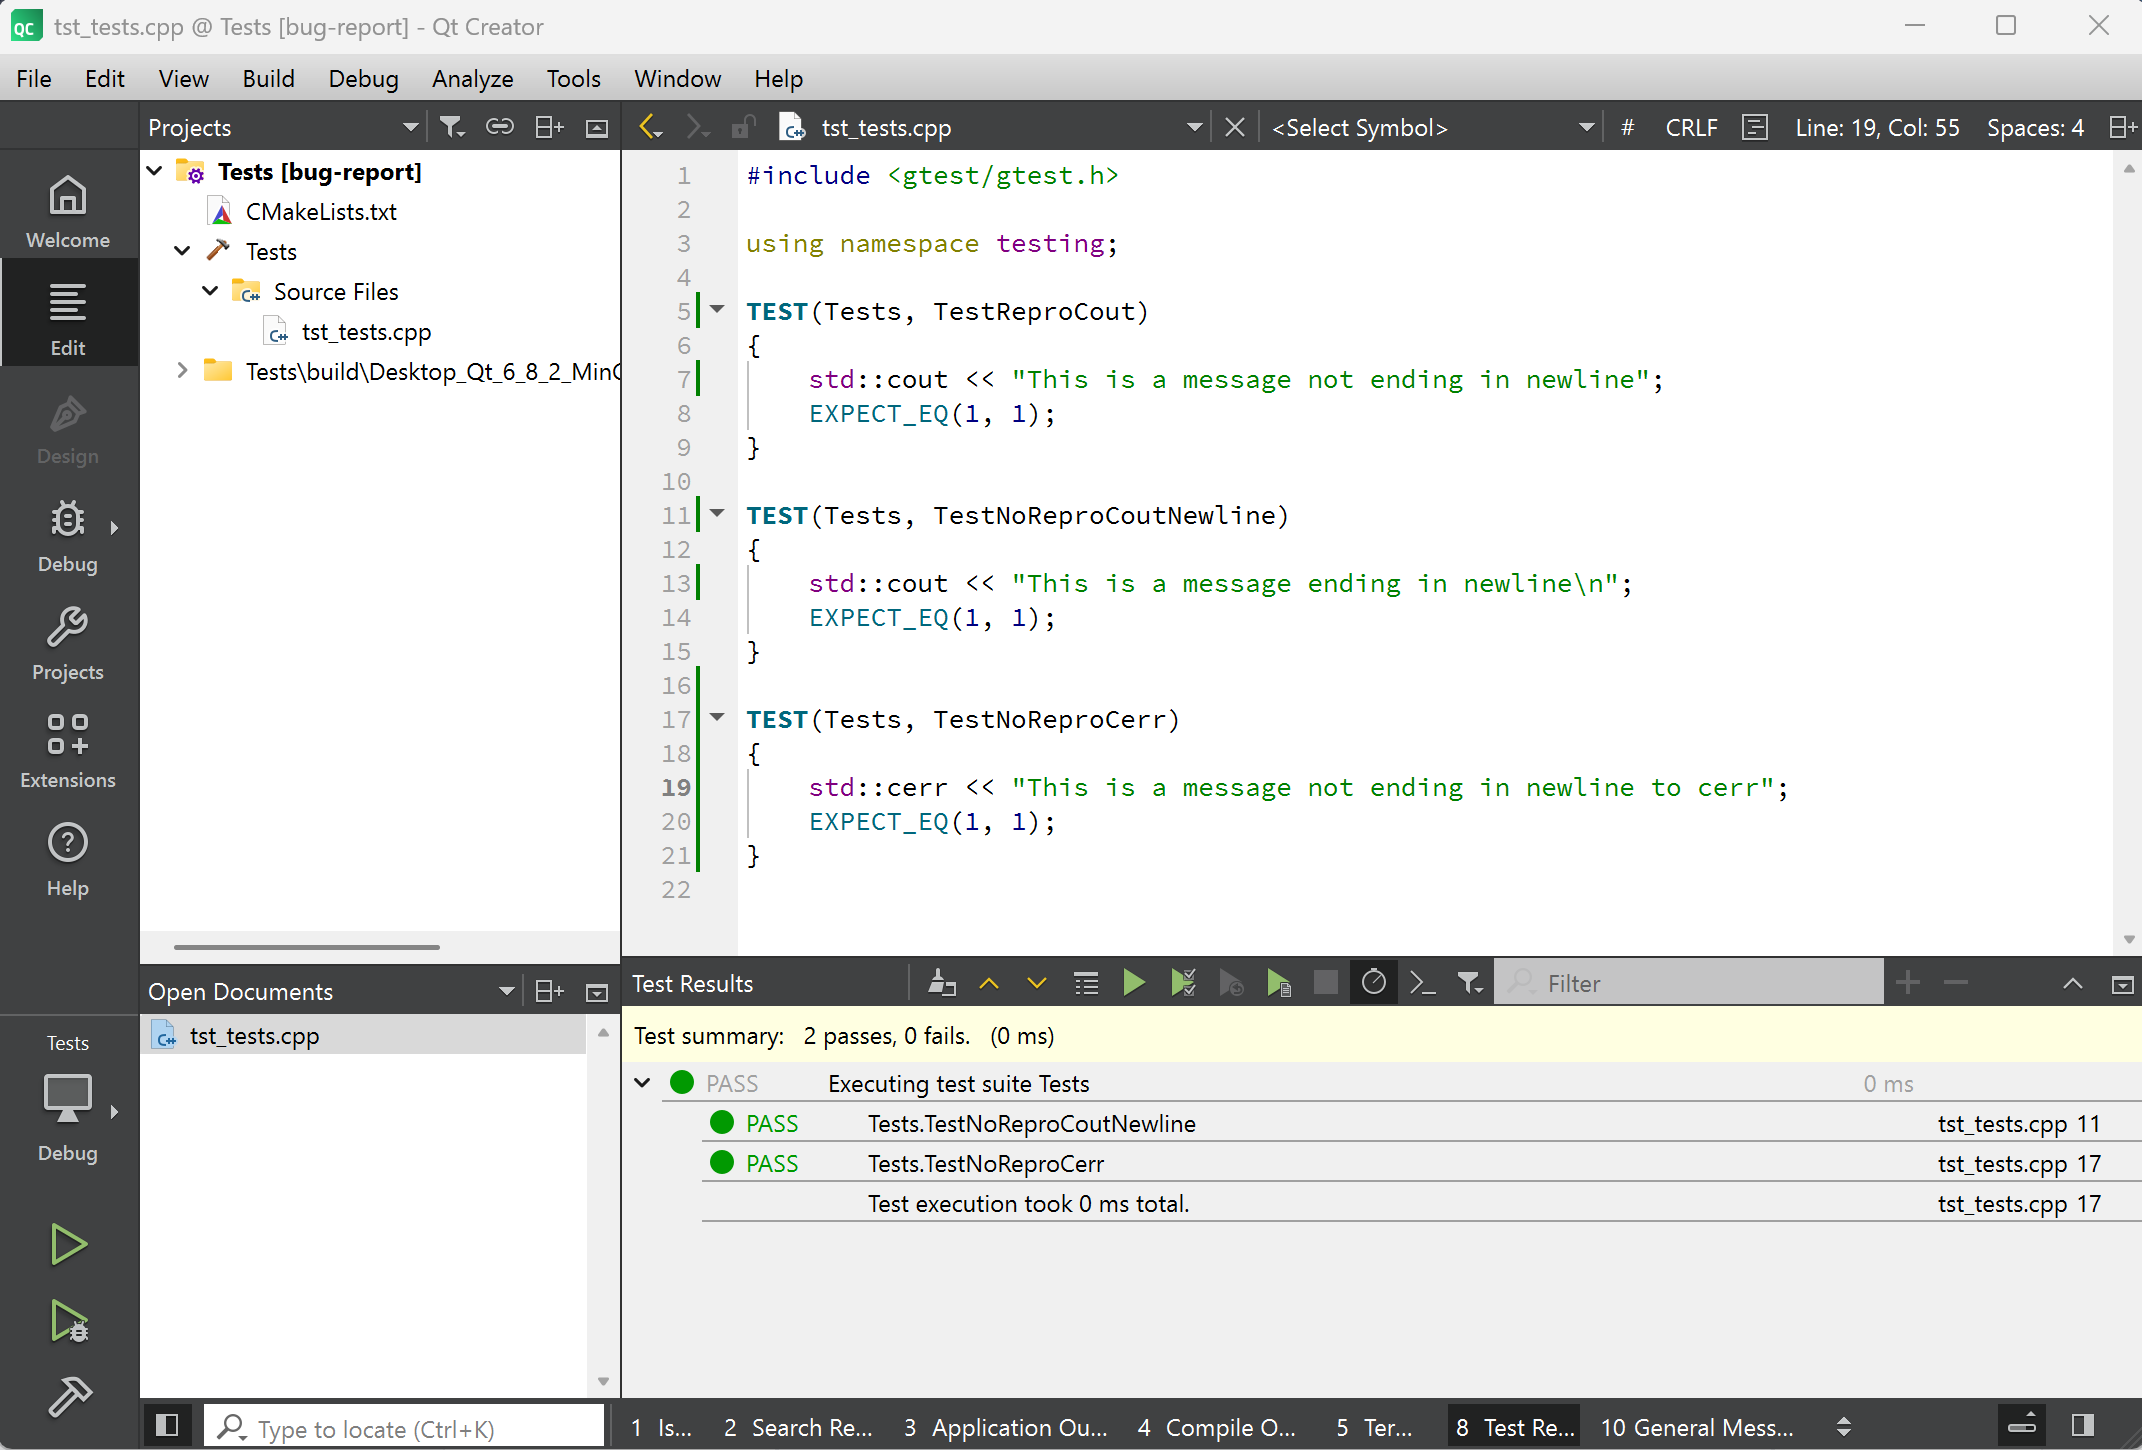 QC tst_tests.cpp @ Tests [bug-report] - Qt Creator
File Edit View Build Debug Analyze Tools Window Help
Projects
tst_tests.cpp <Select Symbol> # CRLF Line: 19, Col: 55 Spaces: 4
Welcome
Edit
Design
Debug
Projects
Extensions
Help
Tests
Debug
Tests [bug-report]
CMakeLists.txt
Tests
Source Files
tst_tests.cpp
Tests\build\Desktop_Qt_6_8_2_Min
Open Documents
tst_tests.cpp
1 #include <gtest/gtest.h>
2
3 using namespace testing;
4
5 TEST(Tests, TestReproCout)
6 {
7 std::cout << "This is a message not ending in newline";
8 EXPECT_EQ(1, 1);
9 }
10
11 TEST(Tests, TestNoReproCoutNewline)
12 {
13 std::cout << "This is a message ending in newline\n";
14 EXPECT_EQ(1, 1);
15 }
16
17 TEST(Tests, TestNoReproCerr)
18 {
19 std::cerr << "This is a message not ending in newline to cerr";
20 EXPECT_EQ(1, 1);
21 }
22
Test Results Filter
Test summary: 2 passes, 0 fails. (0 ms)
PASS Executing test suite Tests 0 ms
PASS Tests.TestNoReproCoutNewline tst_tests.cpp 11
PASS Tests.TestNoReproCerr tst_tests.cpp 17
Test execution took 0 ms total. tst_tests.cpp 17
Type to locate (Ctrl+K) 1 Is... 2 Search Re... 3 Application Ou... 4 Compile O... 5 Ter... 8 Test Re... 10 General Mess...